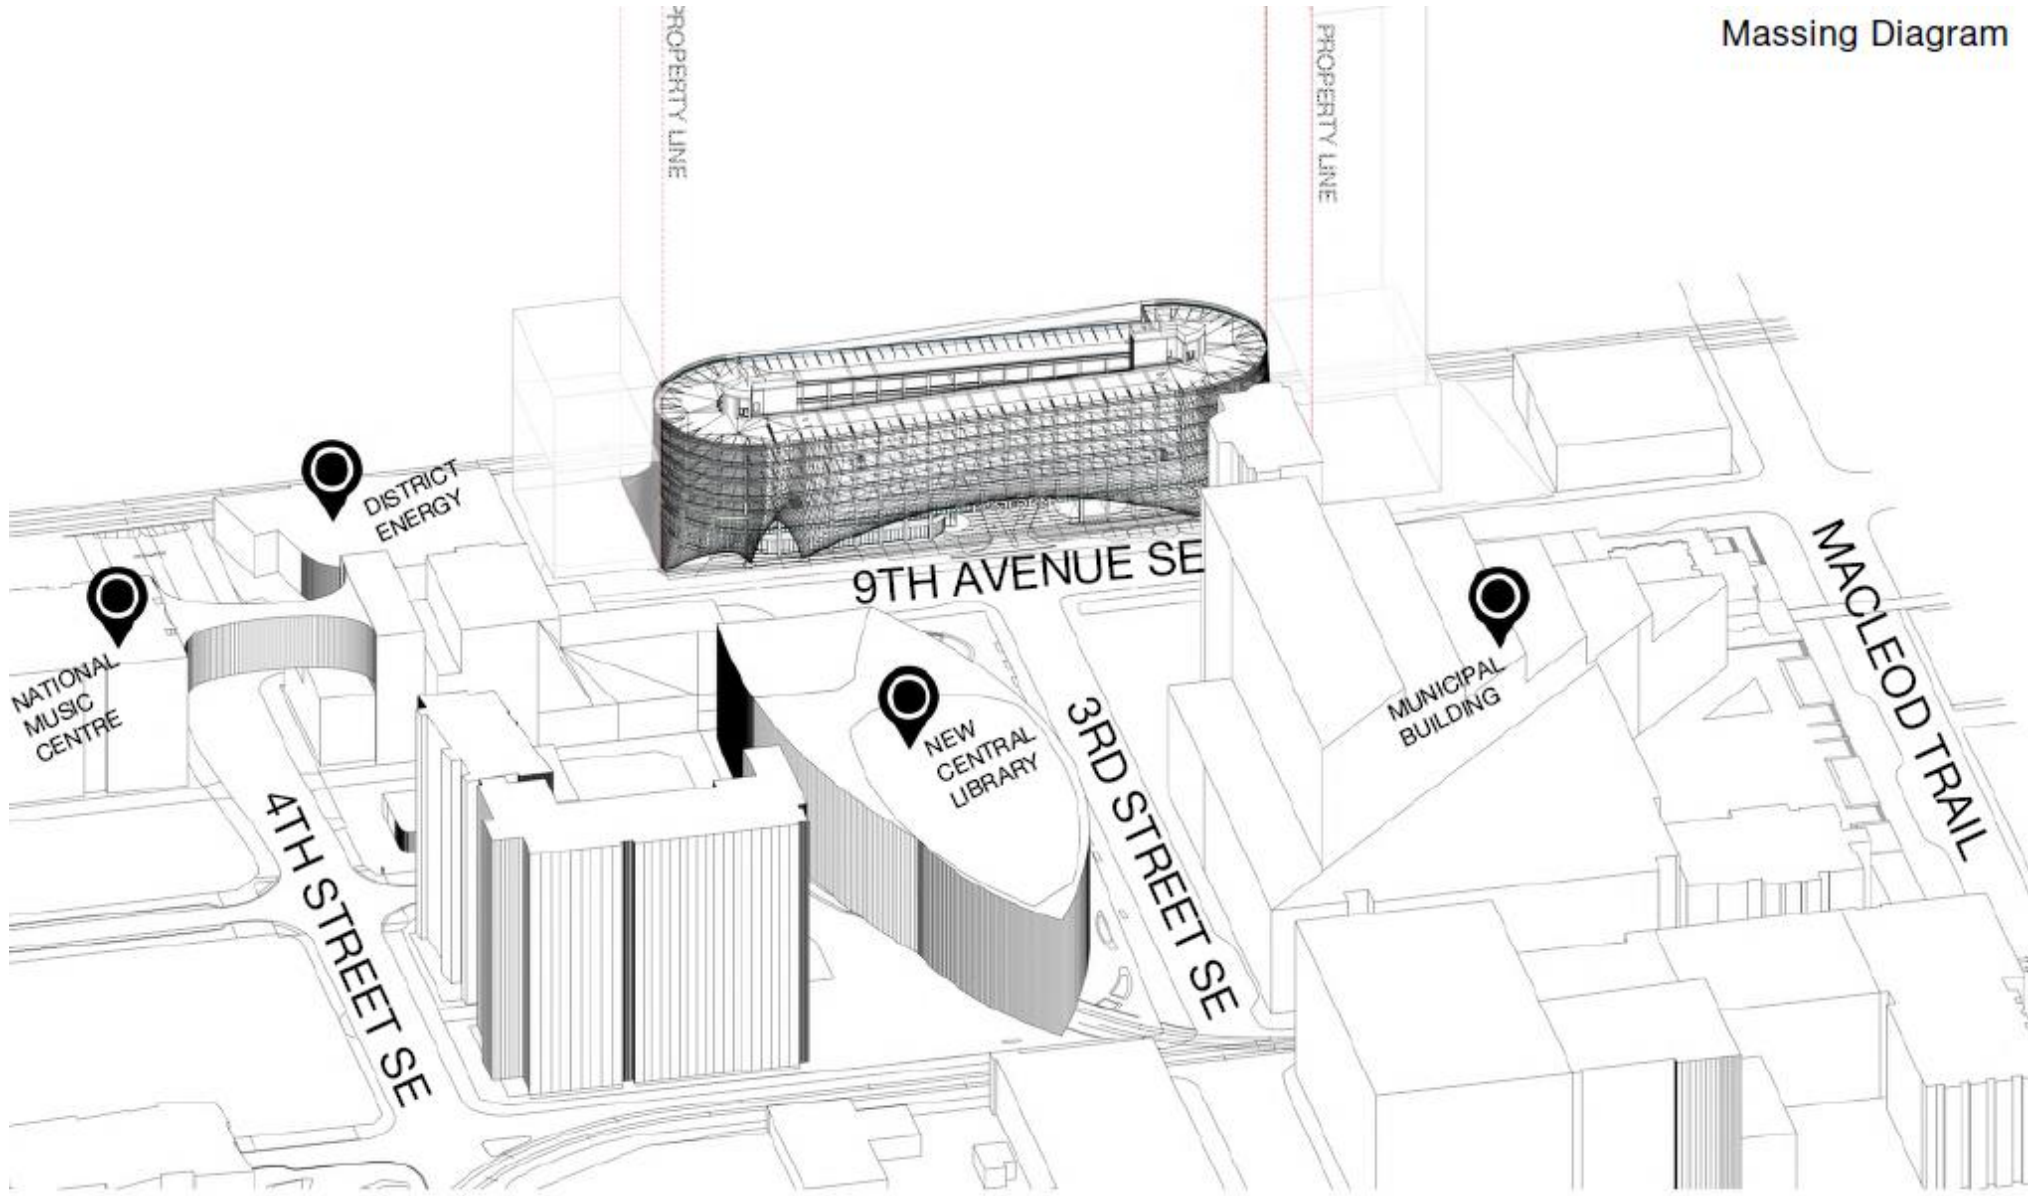 Massing Diagram
PROPERTY LINE
PROPERTY LINE
DISTRICT
ENERGY
9TH AVENUE SE
NATIONAL
MUSIC
CENTRE
MUNICIPAL
BUILDING
MACLEOD TRAIL
NEW
CENTRAL
LIBRARY
3RD STREET SE
4TH STREET SE